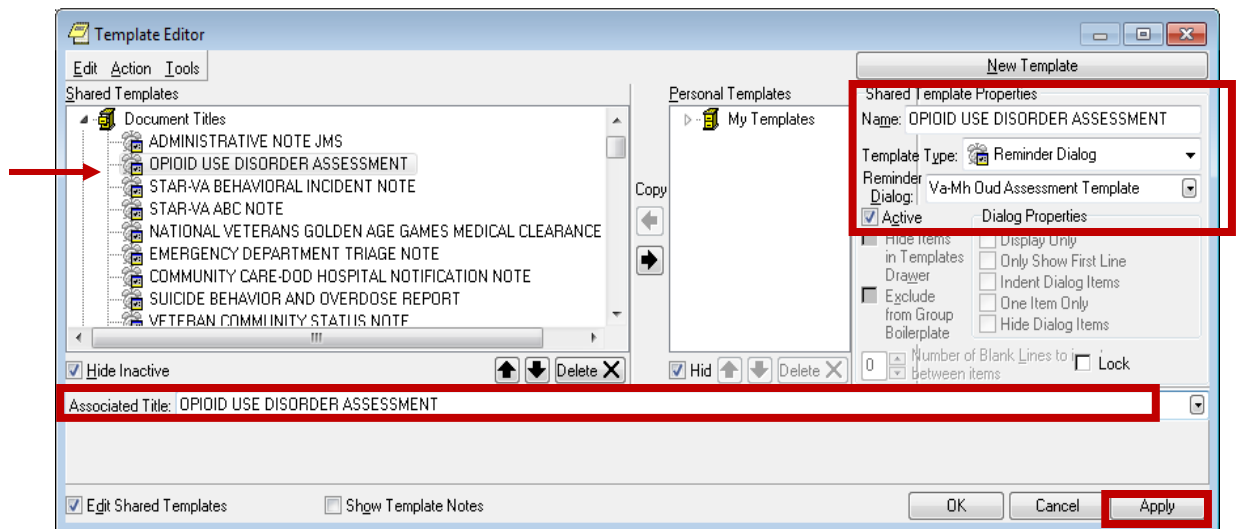 Template Editor
Edit Action Tools
New Template
Shared Templates
Document Titles
ADMINISTRATIVE NOTE JMS
OPIOID USE DISORDER ASSESSMENT
STAR-VA BEHAVIORAL INCIDENT NOTE
STAR-VA ABC NOTE
NATIONAL VETERANS GOLDEN AGE GAMES MEDICAL CLEARANCE
EMERGENCY DEPARTMENT TRIAGE NOTE
COMMUNITY CARE-DOD HOSPITAL NOTIFICATION NOTE
SUICIDE BEHAVIOR AND OVERDOSE REPORT
VETERAN COMMUNITY STATUS NOTE
Hide Inactive
Delete
Copy
Personal Templates
My Templates
Hid
Delete
Shared Template Properties
Name: OPIOID USE DISORDER ASSESSMENT
Template Type: Reminder Dialog
Reminder
Dialog: Va-Mh Oud Assessment Template
Active
Hide Items
in Templates
Drawer
Exclude
from Group
Boilerplate
Dialog Properties
Display Only
Only Show First Line
Indent Dialog Items
One Item Only
Hide Dialog Items
0
Number of Blank Lines to
between items
Lock
Associated Title: OPIOID USE DISORDER ASSESSMENT
Edit Shared Templates
Show Template Notes
OK
Cancel
Apply